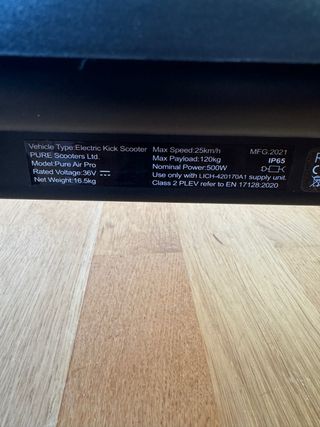 Vehicle Type:Electric Kick Scooter
PURE Scooters Ltd.
Model:Pure Air Pro
Rated Voltage:36V
Net Weight:16.5kg
Max Speed:25km/h
Max Payload:120kg
Nominal Power:500W
Use only with LICH-420170A1 supply unit.
Class 2 PLEV refer to EN 17128:2020
MFG.2021
IP65